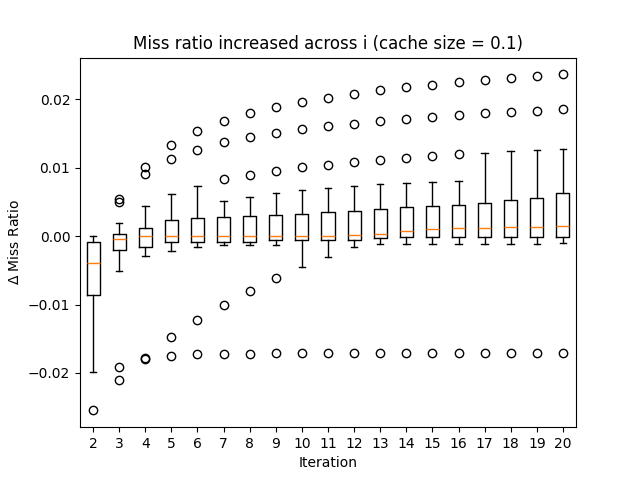 Miss ratio increased across i (cache size = 0.1)
0.02
0.01
0.00
−0.01
−0.02
Δ Miss Ratio
2 3 4 5 6 7 8 9 10 11 12 13 14 15 16 17 18 19 20
Iteration